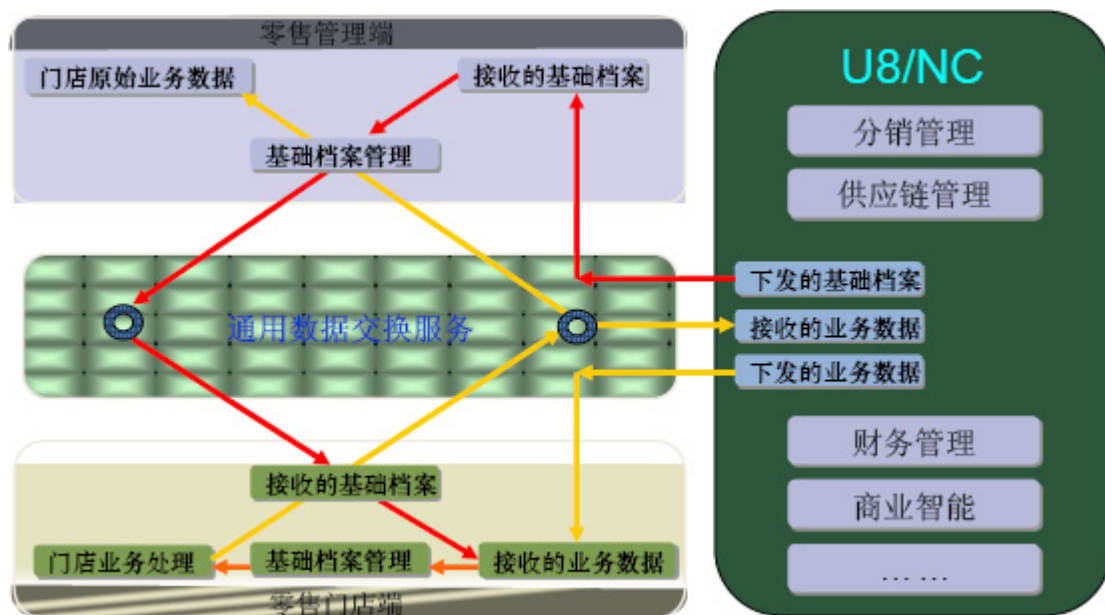 零售管理端
门店原始业务数据
接收的基础档案
基础档案管理
U8/NC
分销管理
供应链管理
下发的基础档案
通用数据交换服务
接收的业务数据
下发的业务数据
接收的基础档案
财务管理
商业智能
门店业务处理
基础档案管理
接收的业务数据
... ...
零售门店端